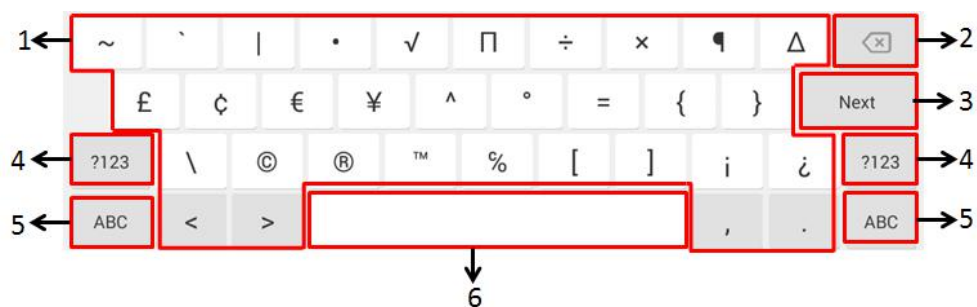 1 ~ ` | • √ Π ÷ × ¶ Δ 2
£ ¢ € ¥ ^ ° = { } Next 3
4 ?123 \ © ® ™ ℅ [ ] ¡ ¿ ?123 4
5 ABC < > , . ABC 5
6